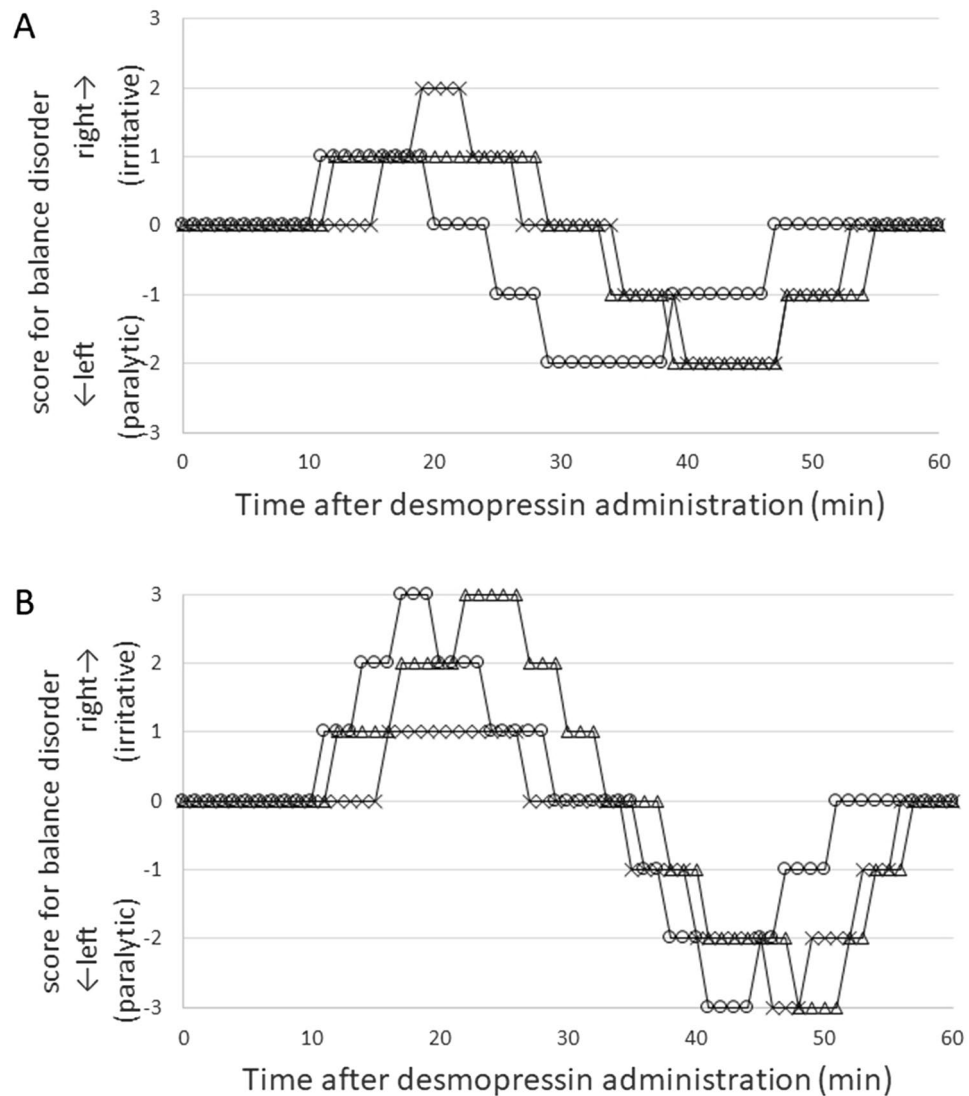 A
3
2
1
0
-1
-2
-3
score for balance disorder
←left right→
(paralytic) (irritative)
0 10 20 30 40 50 60
Time after desmopressin administration (min)
B
3
2
1
0
-1
-2
-3
score for balance disorder
←left right→
(paralytic) (irritative)
0 10 20 30 40 50 60
Time after desmopressin administration (min)